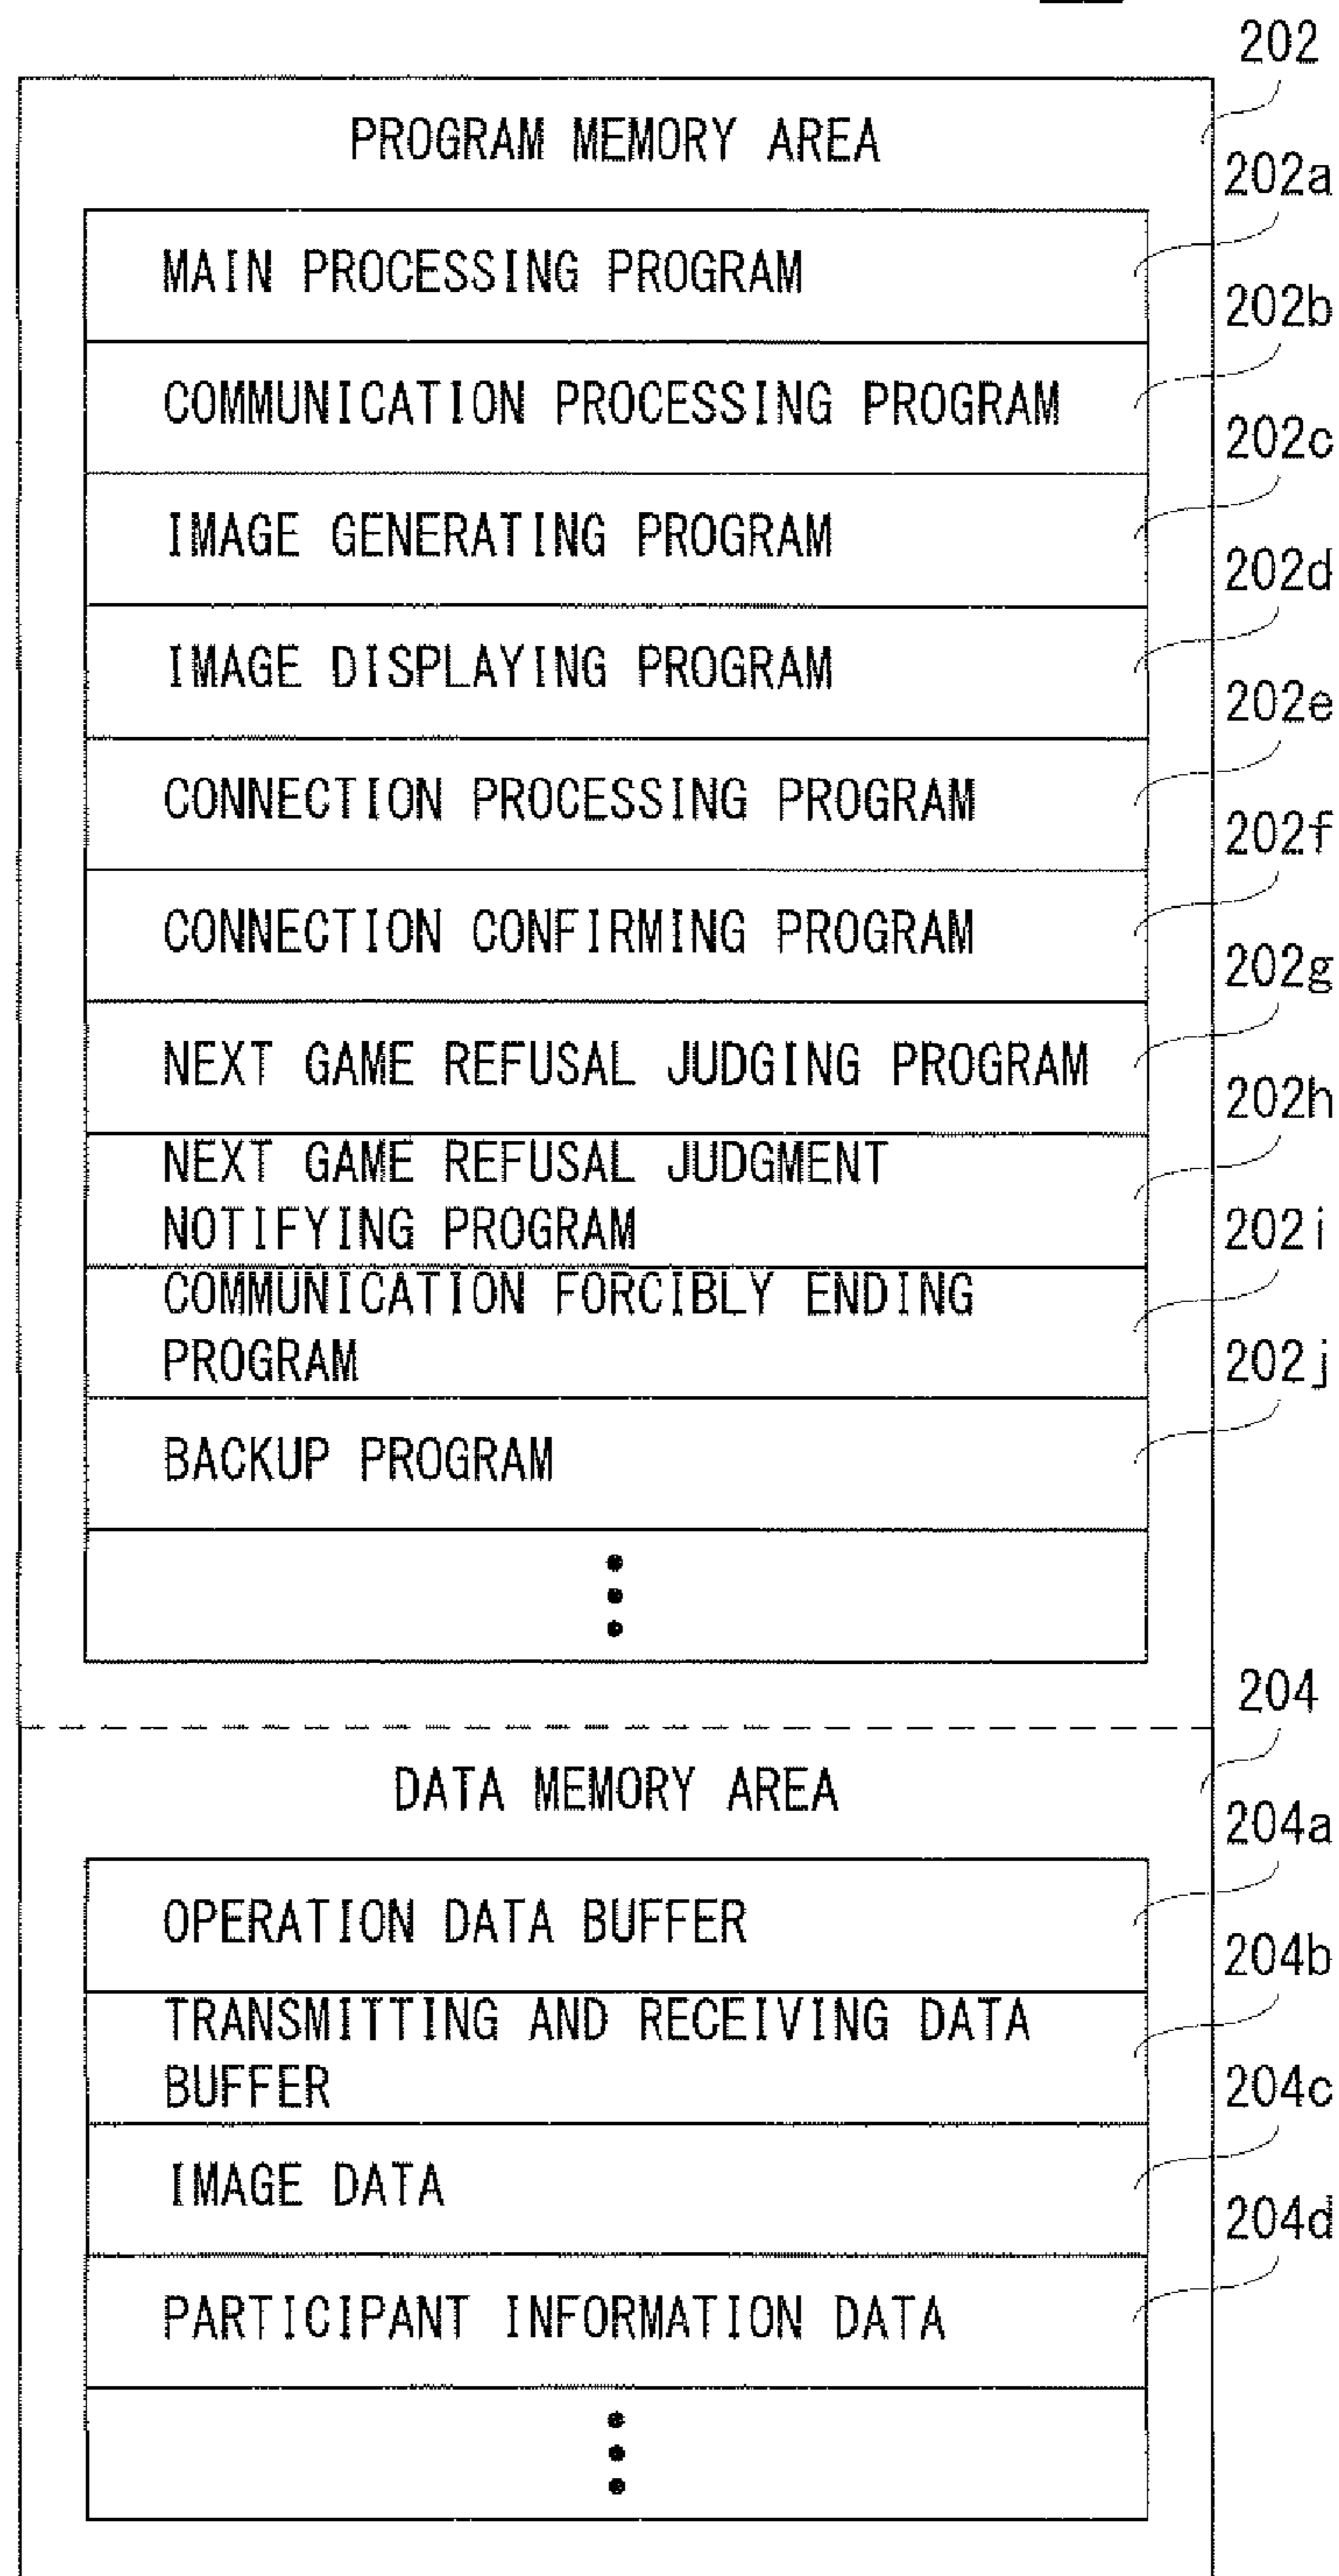 202
PROGRAM MEMORY AREA
202a
MAIN PROCESSING PROGRAM
202b
COMMUNICATION PROCESSING PROGRAM
202c
IMAGE GENERATING PROGRAM
202d
IMAGE DISPLAYING PROGRAM
202e
CONNECTION PROCESSING PROGRAM
202f
CONNECTION CONFIRMING PROGRAM
202g
NEXT GAME REFUSAL JUDGING PROGRAM
202h
NEXT GAME REFUSAL JUDGMENT
NOTIFYING PROGRAM
202i
COMMUNICATION FORCIBLY ENDING
PROGRAM
202j
BACKUP PROGRAM
204
DATA MEMORY AREA
204a
OPERATION DATA BUFFER
204b
TRANSMITTING AND RECEIVING DATA
BUFFER
204c
IMAGE DATA
204d
PARTICIPANT INFORMATION DATA